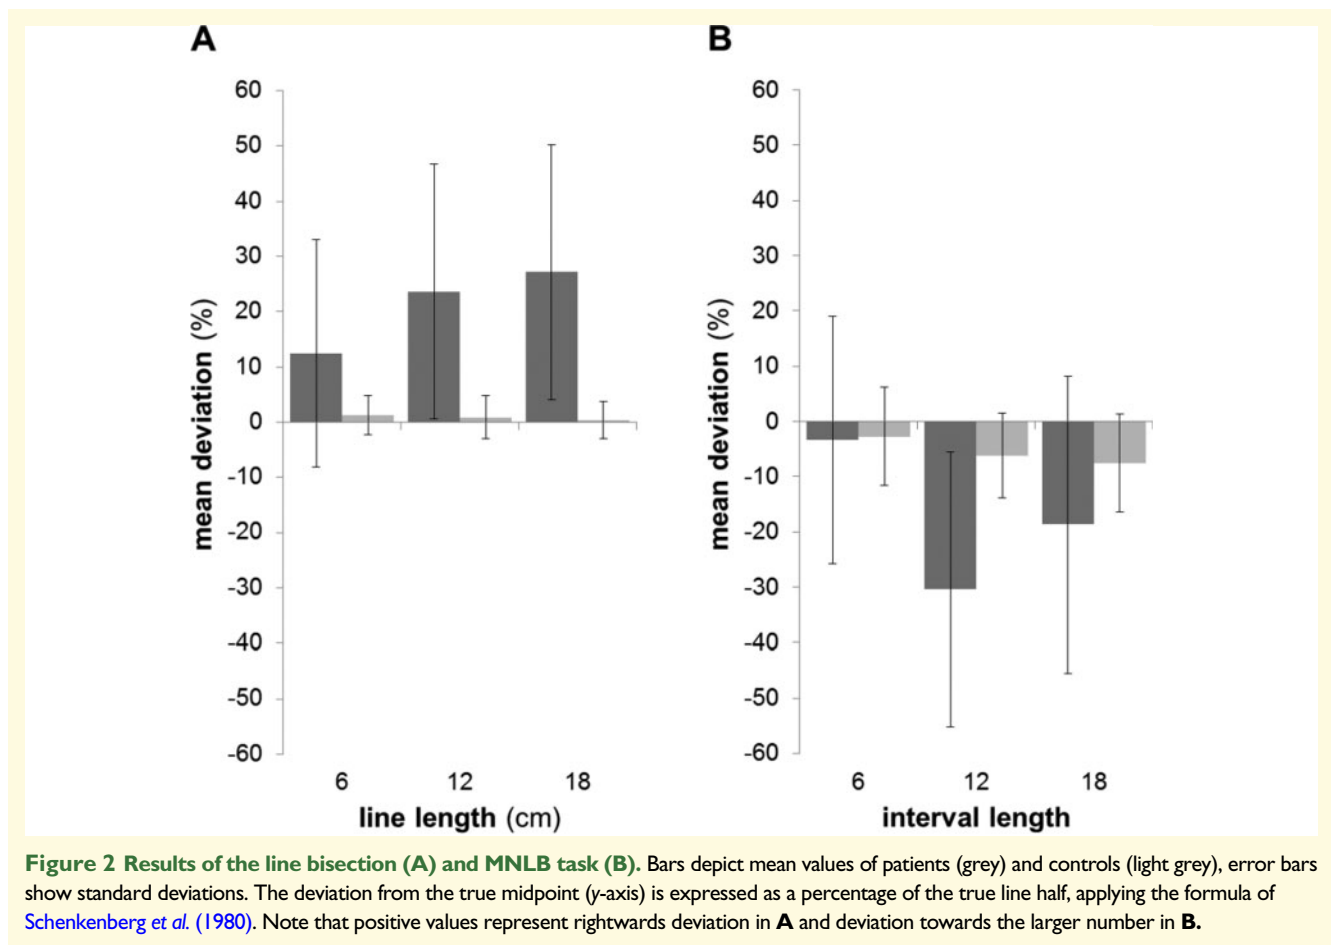 A
B
60
50
40
30
20
10
0
-10
-20
-30
-40
-50
-60
mean deviation (%)
6 12 18
line length (cm)
60
50
40
30
20
10
0
-10
-20
-30
-40
-50
-60
mean deviation (%)
6 12 18
interval length
Figure 2 Results of the line bisection (A) and MNLB task (B). Bars depict mean values of patients (grey) and controls (light grey), error bars
show standard deviations. The deviation from the true midpoint (y-axis) is expressed as a percentage of the true line half, applying the formula of
Schenkenberg et al. (1980). Note that positive values represent rightwards deviation in A and deviation towards the larger number in B.